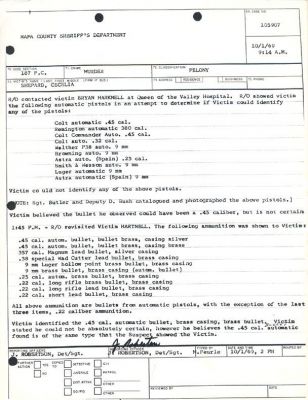 NAPA COUNTY SHERIFF'S DEPARTMENT
105907
10/1/69
9:14 A.M.
187 P.C.
MURDER
FELONY
SHEPARD, CECELIA
R/O contacted victim BRYAN HARTNELL at Queen of the Valley Hospital. R/O showed victim
the following automatic pistols in an attempt to determine if Victim could identify
any of the pistols:
Colt automatic .45 cal.
Remington automatic 380 Cal.
Colt Commander Auto, .45 cal.
Colt auto. .32 cal.
Walther P38 auto. 9 mm
Browning auto. 9 mm
Astra auto. (Spain) .25 cal.
Smith & Wesson auto. 9 mm
Luger automatic 9 mm
Astra automatic (Spain) 9 mm
Victim could not identify any of the above pistols.
NOTE: Sgt. Butler and Deputy D. Rush catalogued and photographed the above pistols.)
Victim believed the bullet he observed could have been a .45 caliber, but is not certain
1:45 P.M. - R/O revisited Victim HARTNELL. The following ammunition was shown to Victim:
.45 cal. autom. bullet, bullet brass, casing silver
.45 cal. autom. bullet, bullet brass, casing brass
357 cal. Magnum lead bullet, silver casing
.38 special Wad Cutter lead bullet, brass casing
9 mm Luger hollow point brass bullet, brass casing
9 mm brass bullet, brass casing (autom. bullet)
.25 cal. autom. brass bullet, brass casing
.22 cal. long rifle brass bullet, brass casing
.22 cal. long rifle lead bullet, brass casing
.22 cal. short lead bullet, brass casing
All above ammunition are bullets from automatic pistols, with the exception of the last
three items, .22 caliber ammunition.
Victim identified the .45 cal. automatic bullet, brass casing, brass bullet. Victim
stated he could not be absolutely certain, however he believes the .45 cal. automatic
found is of the same type that the Suspect showed the Victim.
J. Robertson
J. ROBERTSON, Det/Sgt.
J. ROBERTSON, Det/Sgt.
10/1/69, 2 PM
DETECTIVE
JUVENILE
PATROL
DIST. ATTNY
OTHER